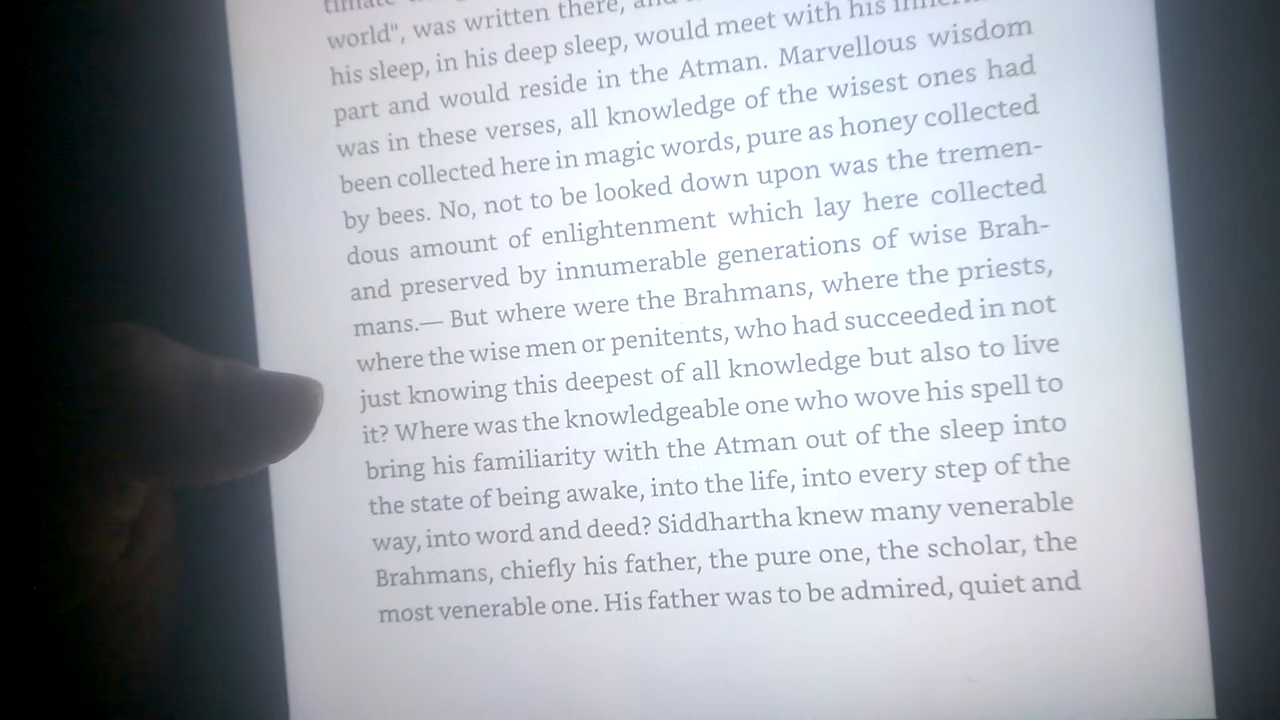 world", was written there, and
his sleep, in his deep sleep, would meet with his
part and would reside in the Atman. Marvellous wisdom
was in these verses, all knowledge of the wisest ones had
been collected here in magic words, pure as honey collected
by bees. No, not to be looked down upon was the tremen-
dous amount of enlightenment which lay here collected
and preserved by innumerable generations of wise Brah-
mans.— But where were the Brahmans, where the priests,
where the wise men or penitents, who had succeeded in not
just knowing this deepest of all knowledge but also to live
it? Where was the knowledgeable one who wove his spell to
bring his familiarity with the Atman out of the sleep into
the state of being awake, into the life, into every step of the
way, into word and deed? Siddhartha knew many venerable
Brahmans, chiefly his father, the pure one, the scholar, the
most venerable one. His father was to be admired, quiet and